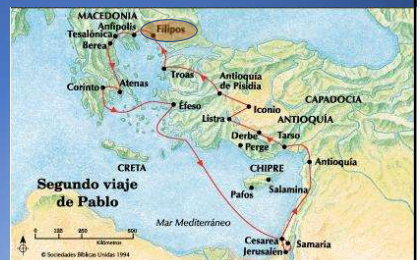 MACEDONIA
Anfípolis
Filipos
Tesalónica
Berea
Troas
Antioquía
de Pisidia
Corinto
Atenas
Éfeso
Iconio
CAPADOCIA
Listra
ANTIOQUÍA
Derbe
Tarso
Perge
CRETA
CHIPRE
Antioquía
Salamina
Pafos
Segundo viaje
de Pablo
Mar Mediterráneo
Cesarea
Samaria
Jerusalén
Kilómetros
© Sociedades Bíblicas Unidas 1994